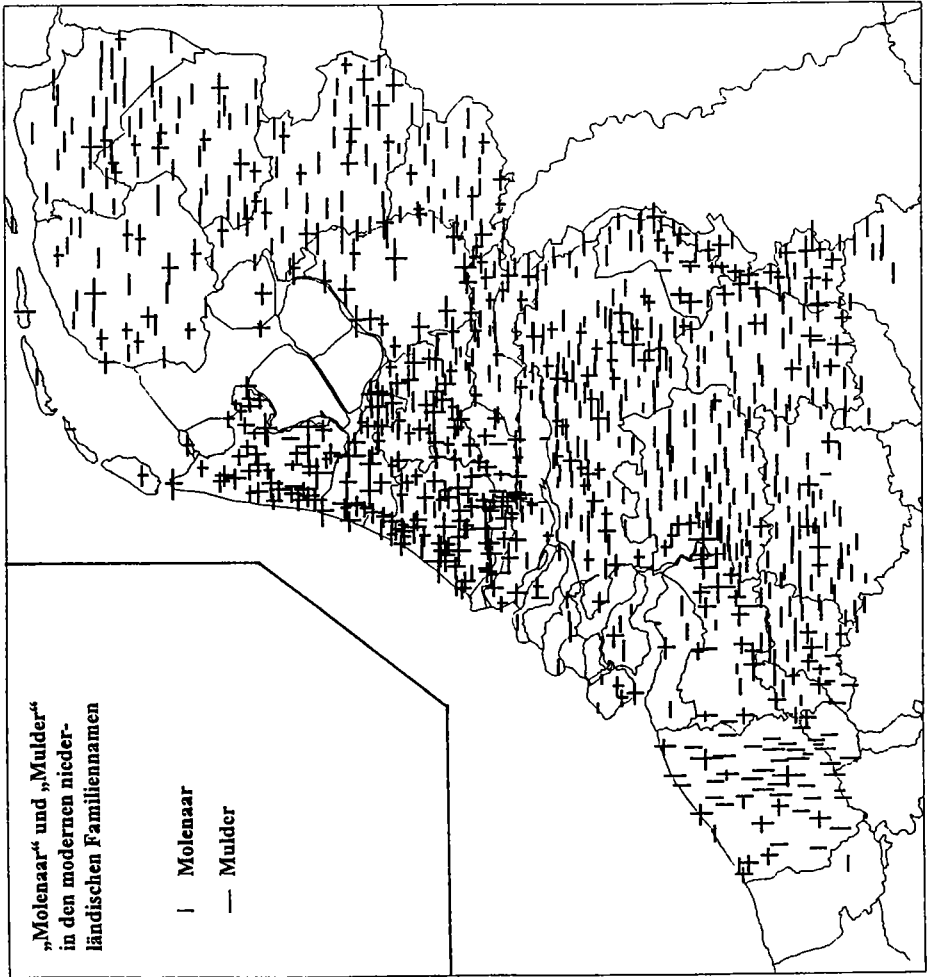 „Molenaar“ und „Mulder“
in den modernen nieder-
ländischen Familiennamen
| Molenaar
— Mulder